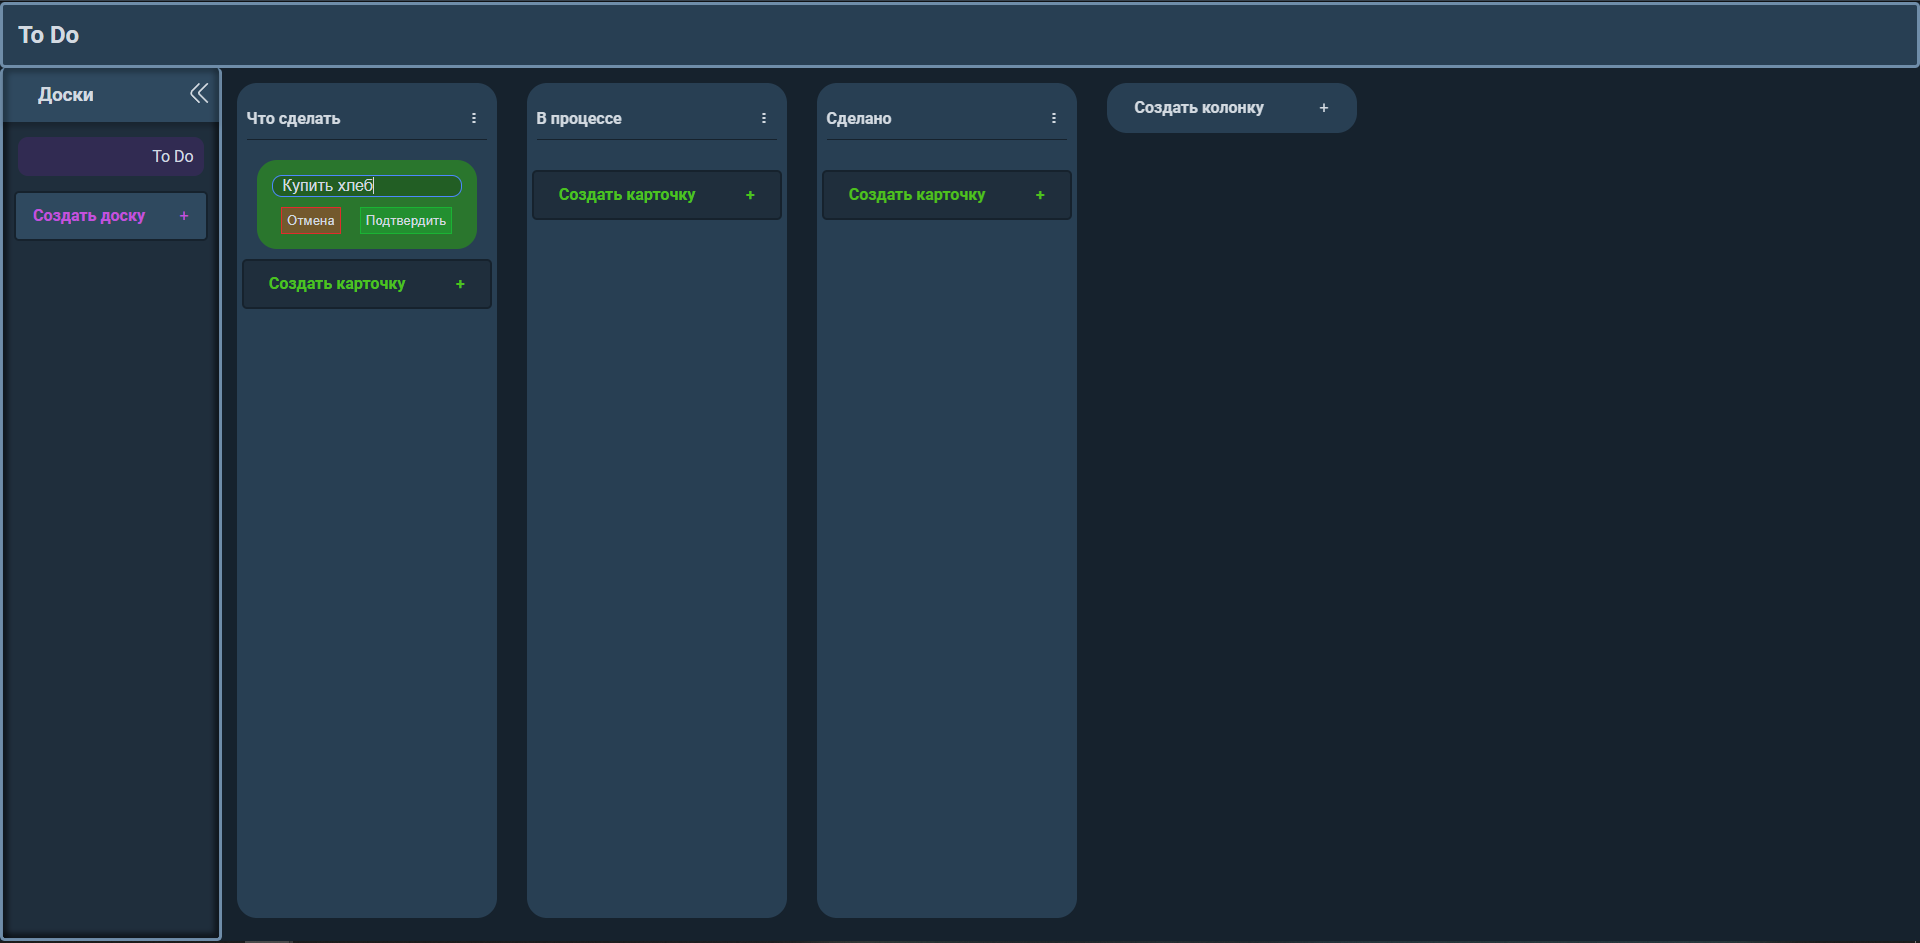 To Do
Доски
To Do
Создать доску +
Что сделать
Купить хлеб
Отмена Подтвердить
Создать карточку +
В процессе
Создать карточку +
Сделано
Создать карточку +
Создать колонку +